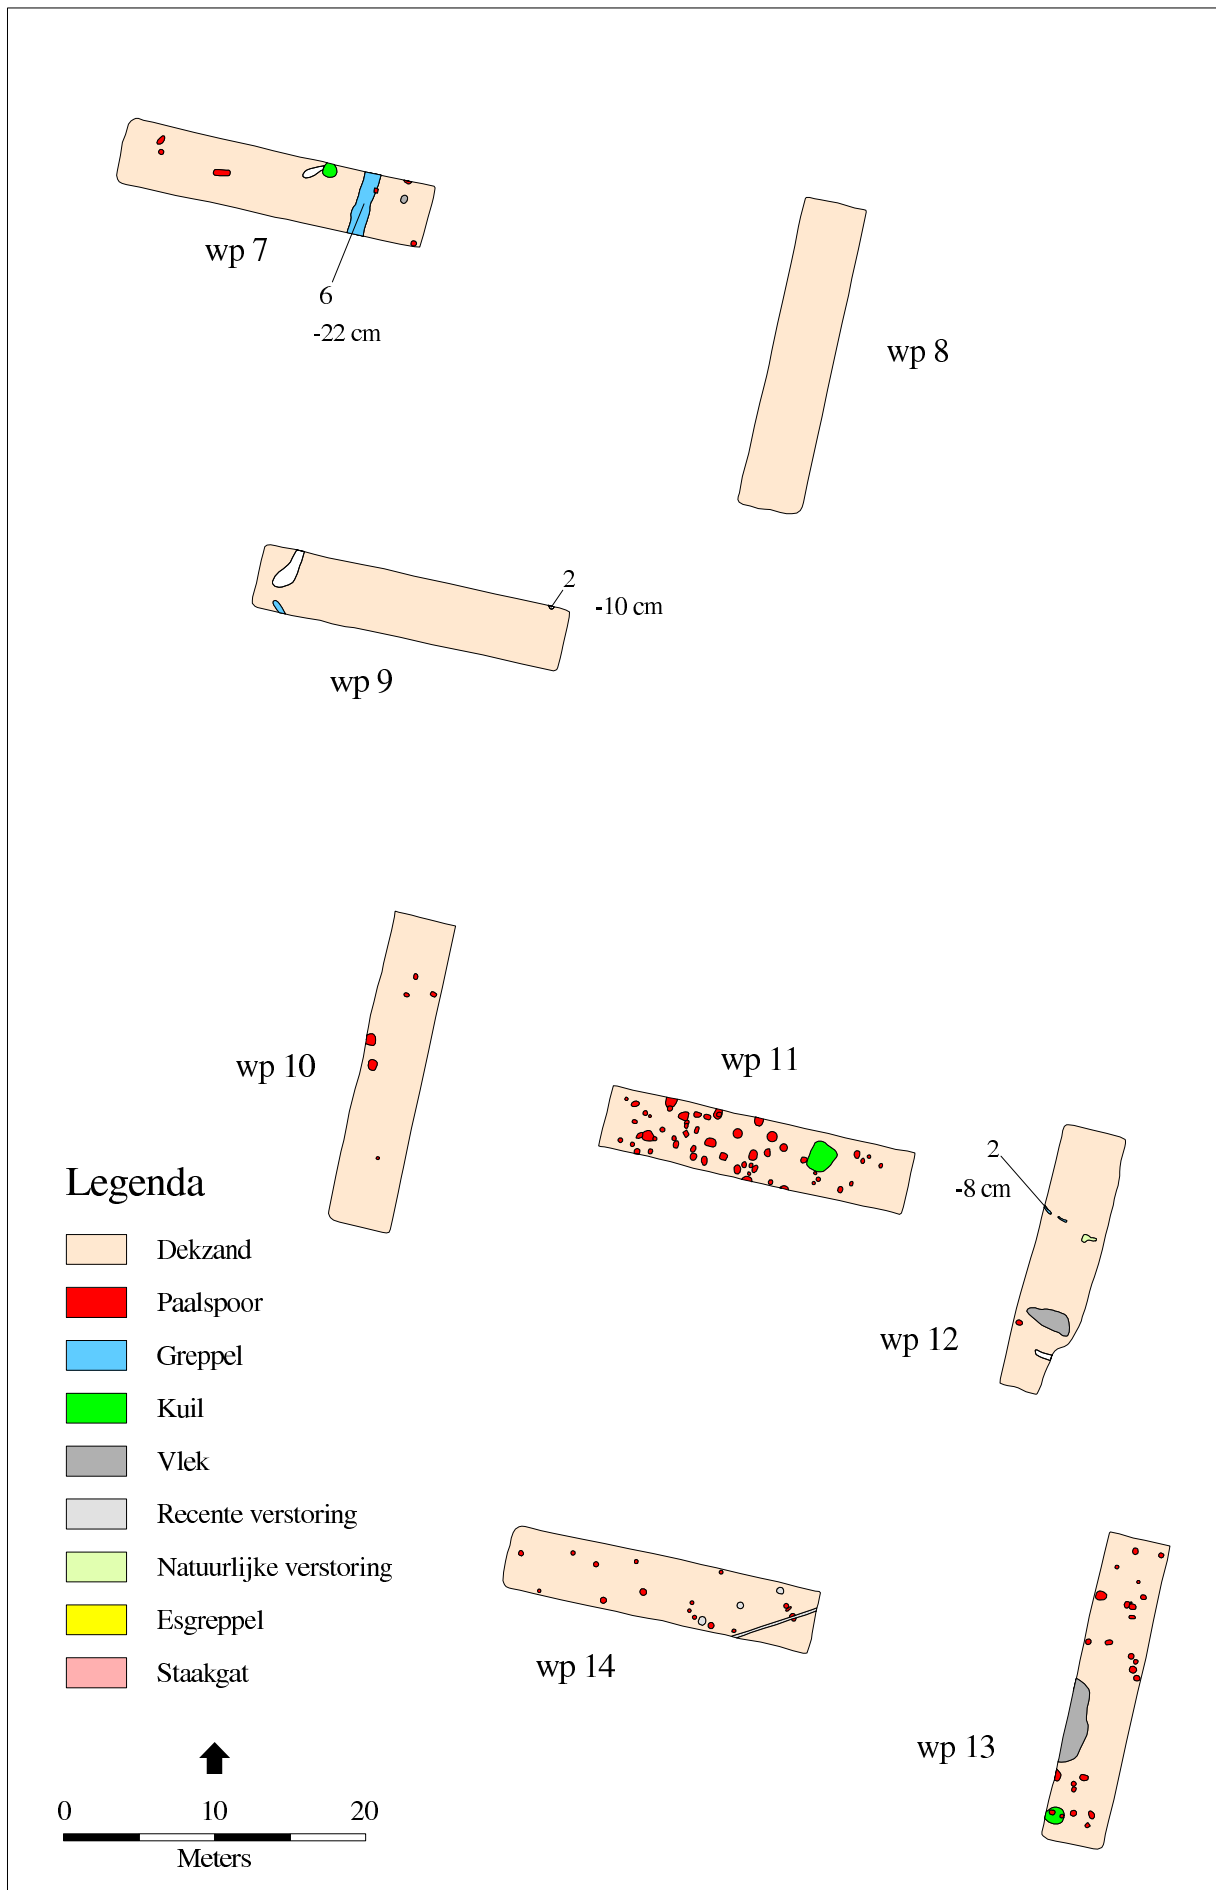 wp 7
6
-22 cm
wp 8
2
-10 cm
wp 9
wp 10
wp 11
2
-8 cm
wp 12
wp 14
wp 13
Legenda
Dekzand
Paalspoor
Greppel
Kuil
Vlek
Recente verstoring
Natuurlijke verstoring
Esgreppel
Staakgat
0 10 20
Meters